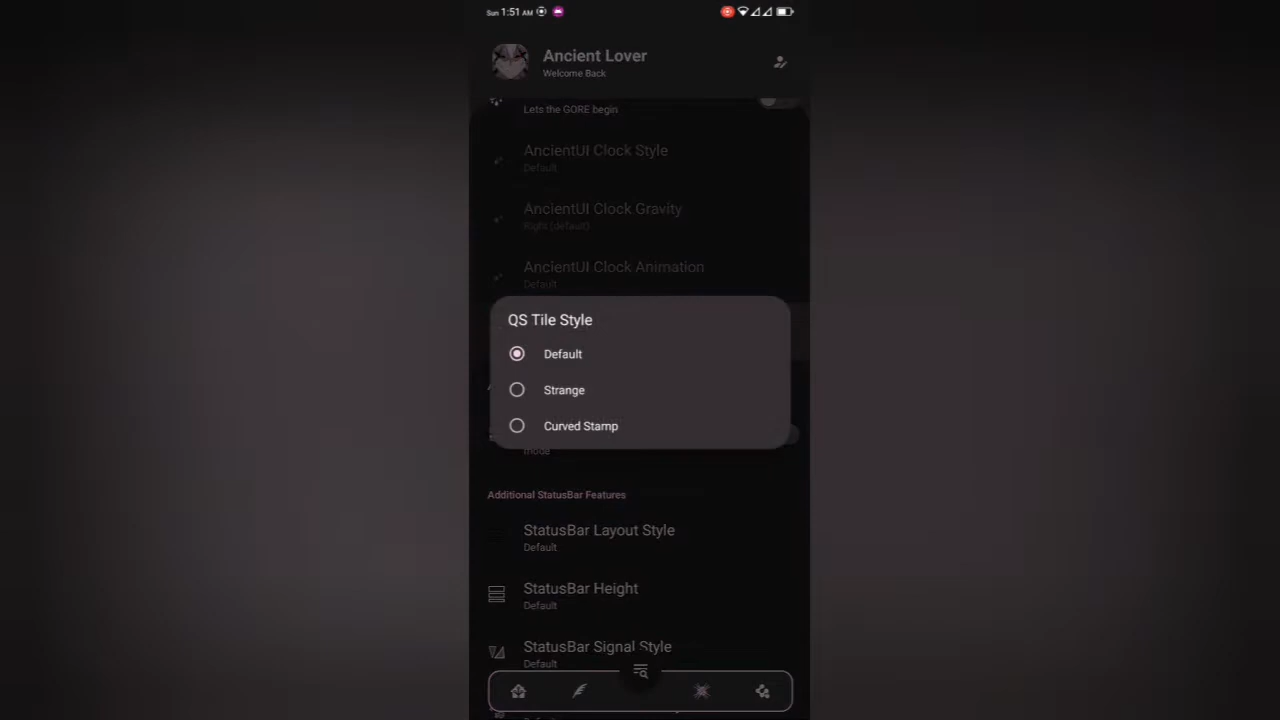 Sun 1:51 AM
Ancient Lover
Welcome Back
Lets the GORE begin
AncientUI Clock Style
Default
AncientUI Clock Gravity
Right (default)
AncientUI Clock Animation
Default
QS Tile Style
Default
Strange
Curved Stamp
mode
Additional StatusBar Features
StatusBar Layout Style
Default
StatusBar Height
Default
StatusBar Signal Style
Default